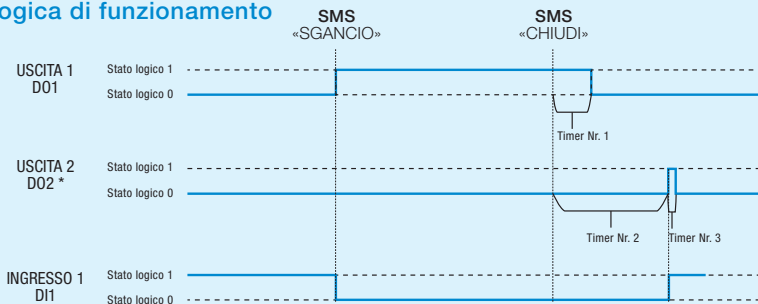 ogica di funzionamento
SMS
«SGANCIO»
SMS
«CHIUDI»
USCITA 1
DO1
Stato logico 1
Stato logico 0
Timer Nr. 1
USCITA 2
DO2 *
Stato logico 1
Stato logico 0
Timer Nr. 2
Timer Nr. 3
INGRESSO 1
DI1
Stato logico 1
Stato logico 0